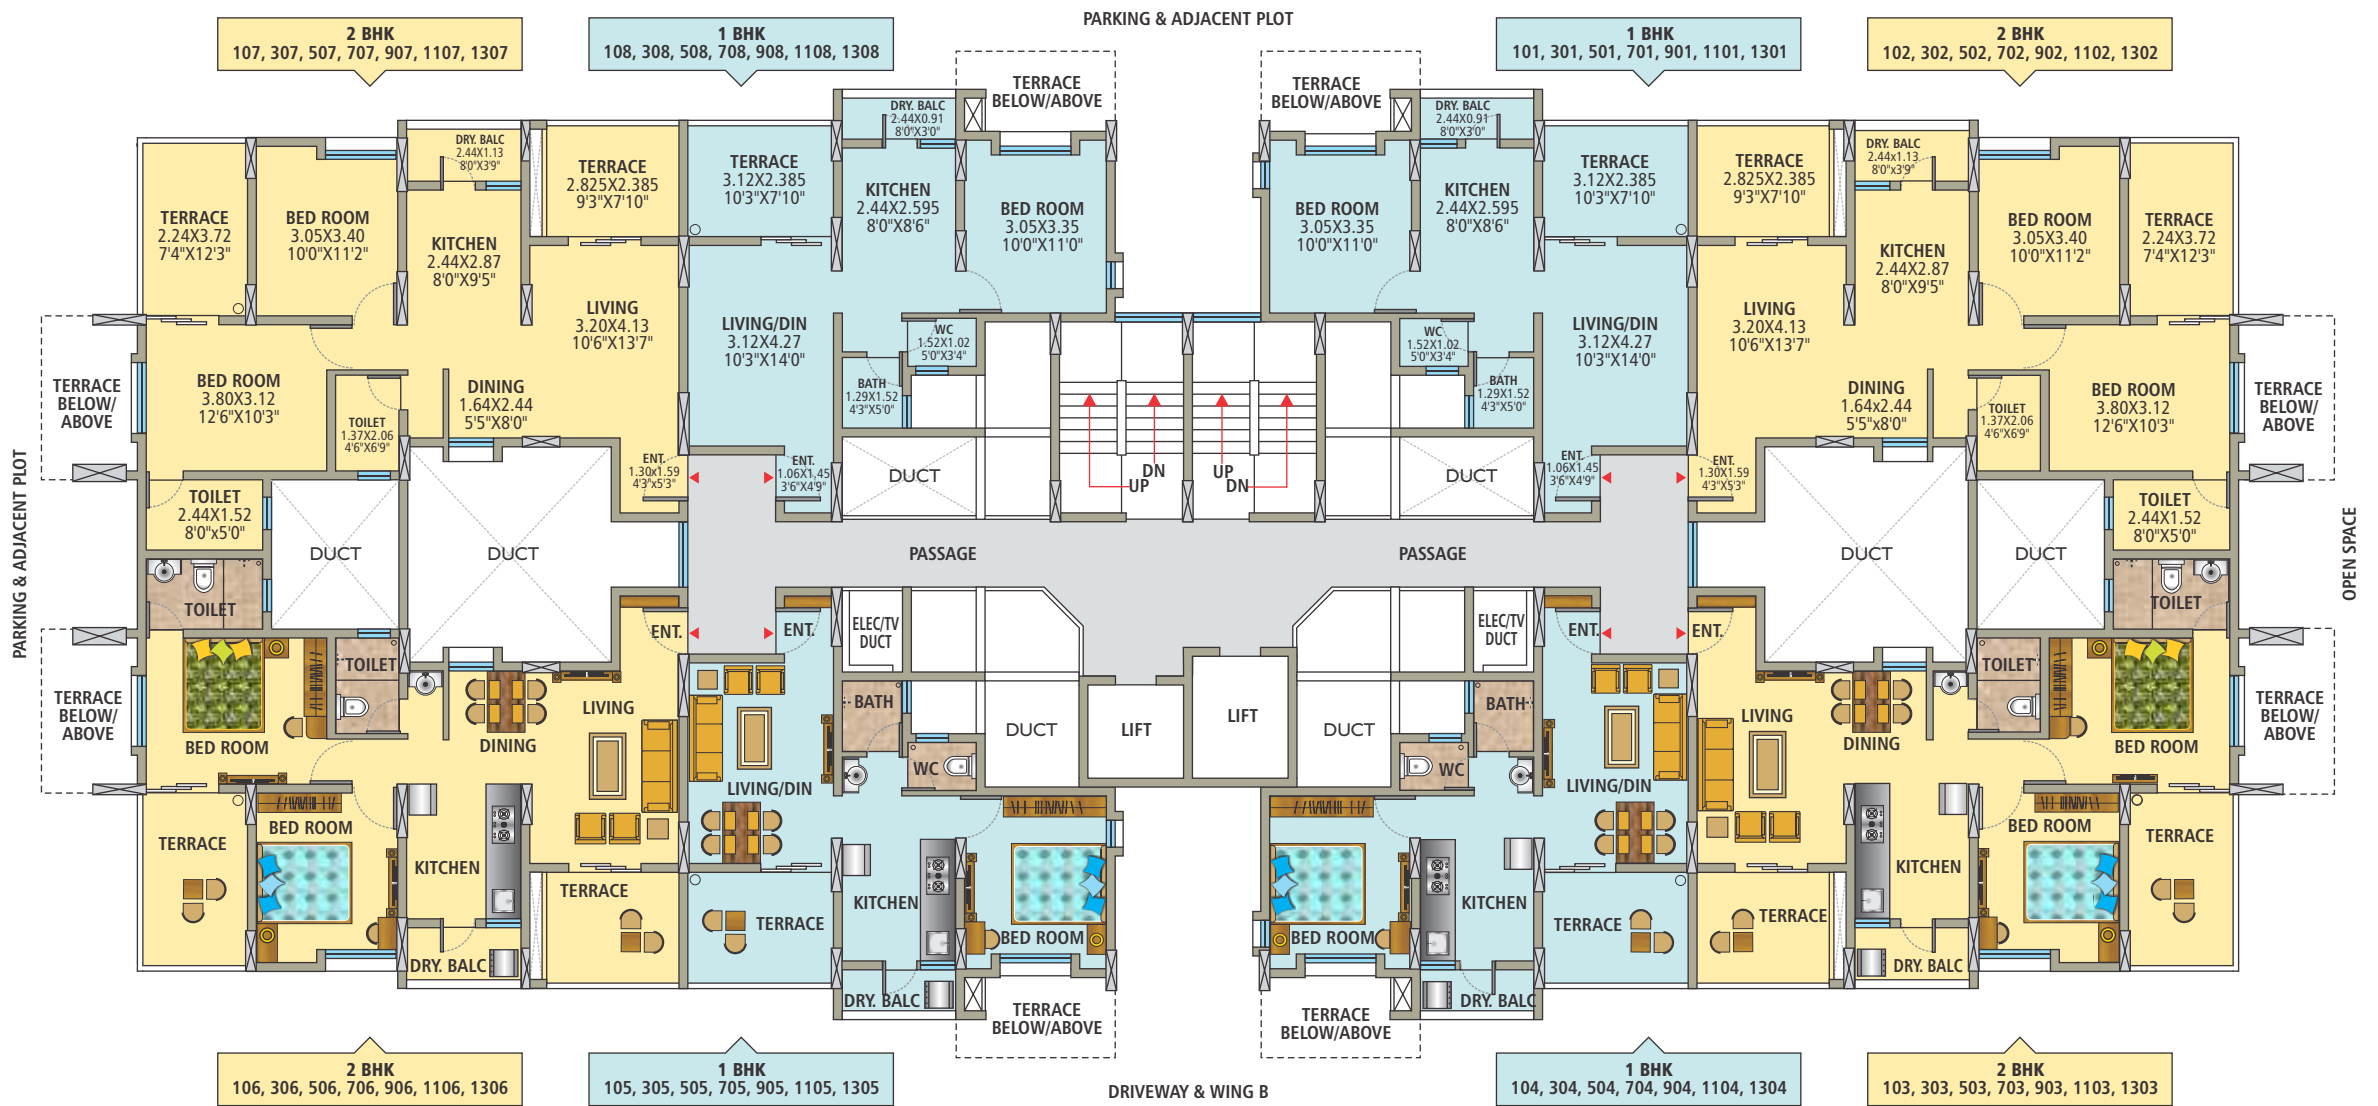 PARKING & ADJACENT PLOT
2 BHK
107, 307, 507, 707, 907, 1107, 1307
1 BHK
108, 308, 508, 708, 908, 1108, 1308
1 BHK
101, 301, 501, 701, 901, 1101, 1301
2 BHK
102, 302, 502, 702, 902, 1102, 1302
TERRACE
2.24X3.72
7'4"X12'3"
BED ROOM
3.05X3.40
10'0"X11'2"
DRY. BALC
2.44X1.13
8'0"X3'9"
KITCHEN
2.44X2.87
8'0"X9'5"
TERRACE
2.825X2.385
9'3"X7'10"
LIVING
3.20X4.13
10'6"X13'7"
BED ROOM
3.80X3.12
12'6"X10'3"
TOILET
1.37X2.06
4'6"X6'9"
DINING
1.64X2.44
5'5"X8'0"
ENT.
1.30x1.59
4'3"x5'3"
TOILET
2.44X1.52
8'0"x5'0"
DUCT
DUCT
TERRACE
BELOW/
ABOVE
PARKING & ADJACENT PLOT
TERRACE
3.12X2.385
10'3"X7'10"
DRY. BALC
2.44X0.91
8'0"X3'0"
KITCHEN
2.44X2.595
8'0"X8'6"
TERRACE
BELOW/ABOVE
BED ROOM
3.05X3.35
10'0"X11'0"
LIVING/DIN
3.12X4.27
10'3"X14'0"
WC
1.52X1.02
5'0"X3'4"
BATH
1.29X1.52
4'3"X5'0"
ENT.
1.06X1.45
3'6"X4'9"
DUCT
DN
UP
UP
DN
TERRACE
BELOW/ABOVE
BED ROOM
3.05X3.35
10'0"X11'0"
DRY. BALC
2.44X0.91
8'0"X3'0"
KITCHEN
2.44X2.595
8'0"X8'6"
TERRACE
3.12X2.385
10'3"X7'10"
LIVING/DIN
3.12X4.27
10'3"X14'0"
WC
1.52X1.02
5'0"X3'4"
BATH
1.29X1.52
4'3"X5'0"
DUCT
ENT.
1.06X1.45
3'6"X4'9"
TERRACE
2.825X2.385
9'3"X7'10"
DRY. BALC
2.44x1.13
8'0"x3'9"
KITCHEN
2.44X2.87
8'0"X9'5"
BED ROOM
3.05X3.40
10'0"X11'2"
TERRACE
2.24X3.72
7'4"X12'3"
LIVING
3.20X4.13
10'6"X13'7"
DINING
1.64x2.44
5'5"x8'0"
TOILET
1.37X2.06
4'6"X6'9"
BED ROOM
3.80X3.12
12'6"X10'3"
ENT.
1.30X1.59
4'3"X5'3"
TOILET
2.44X1.52
8'0"X5'0"
DUCT
DUCT
TERRACE
BELOW/
ABOVE
OPEN SPACE
PASSAGE
PASSAGE
TOILET
TOILET
BED ROOM
TERRACE
BELOW/
ABOVE
ENT.
LIVING
DINING
BED ROOM
TERRACE
KITCHEN
TERRACE
DRY. BALC
ENT.
ELEC/TV
DUCT
BATH
WC
DUCT
LIVING/DIN
KITCHEN
TERRACE
BED ROOM
DRY. BALC
TERRACE
BELOW/ABOVE
LIFT
LIFT
ELEC/TV
DUCT
ENT.
BATH
WC
DUCT
LIVING/DIN
KITCHEN
TERRACE
BED ROOM
DRY. BALC
TERRACE
BELOW/ABOVE
ENT.
TOILET
TOILET
LIVING
DINING
BED ROOM
TERRACE
BELOW/
ABOVE
BED ROOM
TERRACE
KITCHEN
TERRACE
DRY. BALC
2 BHK
106, 306, 506, 706, 906, 1106, 1306
1 BHK
105, 305, 505, 705, 905, 1105, 1305
DRIVEWAY & WING B
1 BHK
104, 304, 504, 704, 904, 1104, 1304
2 BHK
103, 303, 503, 703, 903, 1103, 1303